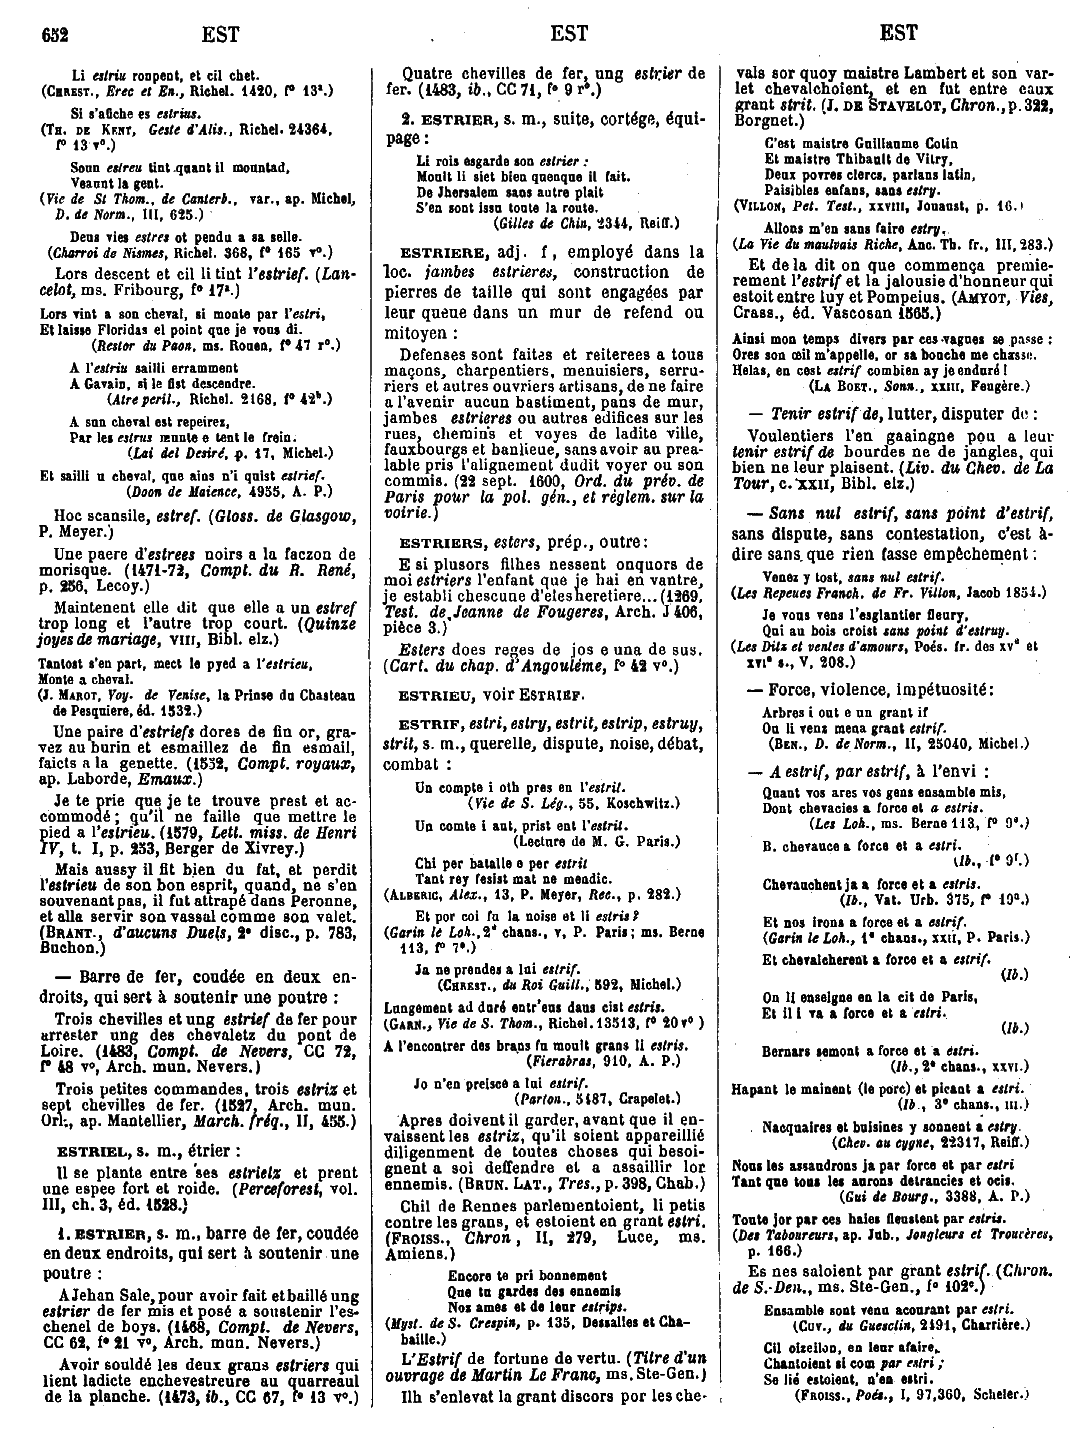 652 EST EST EST
Li estriu ronpent, et cil chet.
(CHREST., Erec et En., Richel. 1420, f° 13ª.)
Si s'afiche es estrius.
(TH. DE KENT, Geste d'Alis., Richel. 24364,
f° 13 v°.)
Soun estreu tint quant il mountad,
Veaunt la gent.
(Vie de St Thom., de Canterb., var., ap. Michel,
D. de Norm., III, 625.)
Deus vies estres ot pendu a sa selle.
(Charroi de Nismes, Richel. 368, f° 165 v°.)
Lors descent et cil li tint l'estrief. (Lan-
celot, ms. Fribourg, f° 17ª.)
Lors vint a son cheval, si monte par l'estri,
Et laisse Floridas el point que je vous di.
(Restor du Paon, ms. Rouen, f° 47 r°.)
A l'estriu sailli erramment
A Gavain, si le fist descendre.
(Atre peril., Richel. 2168, f° 42ᵇ.)
A sun cheval est repeirez,
Par les estrus munte e tent le frein.
(Lai del Desiré, p. 17, Michel.)
Et sailli u cheval, que ains n'i quist estrief.
(Doon de Maience, 4955, A. P.)
Hoc scansile, estref. (Gloss. de Glasgow,
P. Meyer.)
Une paere d'estrees noirs a la faczon de
morisque. (1471-72, Compt. du R. René,
p. 256, Lecoy.)
Maintenent elle dit que elle a un estref
trop long et l'autre trop court. (Quinze
joyes de mariage, VIII, Bibl. elz.)
Tantost s'en part, mect le pyed a l'estrieu,
Monte a cheval.
(J. MAROT, Voy. de Venise, la Prinse du Chasteau
de Pesquiere, éd. 1532.)
Une paire d'estriefs dores de fin or, gra-
vez au burin et esmaillez de fin esmail,
faicts a la genette. (1532, Compt. royaux,
ap. Laborde, Emaux.)
Je te prie que je te trouve prest et ac-
commodé ; qu'il ne faille que mettre le
pied a l'estrieu. (1579, Lett. miss. de Henri
IV, t. I, p. 233, Berger de Xivrey.)
Mais aussy il fit bien du fat, et perdit
l'estrieu de son bon esprit, quand, ne s'en
souvenant pas, il fut attrapé dans Peronne,
et alla servir son vassal comme son valet.
(BRANT., d'aucuns Duels, 2ᵉ disc., p. 783,
Buchon.)
— Barre de fer, coudée en deux en-
droits, qui sert à soutenir une poutre :
Trois chevilles et ung estrief de fer pour
arrester ung des chevaletz du pont de
Loire. (1483, Compt. de Nevers, CC 72,
f° 48 v°, Arch. mun. Nevers.)
Trois petites commandes, trois estriz et
sept chevilles de fer. (1527, Arch. mun.
Orl., ap. Mantellier, March. fréq., II, 455.)
ESTRIEL, s. m., étrier :
Il se plante entre ses estrielz et prent
une espee fort et roide. (Perceforest, vol.
III, ch. 3, éd. 1528.)
1. ESTRIER, s. m., barre de fer, coudée
en deux endroits, qui sert à soutenir une
poutre :
A Jehan Sale, pour avoir fait et baillé ung
estrier de fer mis et posé a soustenir l'es-
chenel de boys. (1468, Compt. de Nevers,
CC 62, f° 21 v°, Arch. mun. Nevers.)
Avoir souldé les deux grans estriers qui
lient ladicte enchevestreure au quarreaul
de la planche. (1473, ib., CC 67, f° 13 v°.)
Quatre chevilles de fer, ung estrier de
fer. (1483, ib., CC 71, f° 9 r°.)
2. ESTRIER, s. m., suite, cortége, équi-
page :
Li rois esgarde son estrier :
Moult li siet bien quenque il fait.
De Jhersalem sans autre plait
S'en sont issu toute la route.
(Gilles de Chin, 2344, Reiff.)
ESTRIERE, adj. f, employé dans la
loc. jambes estrieres, construction de
pierres de taille qui sont engagées par
leur queue dans un mur de refend ou
mitoyen :
Defenses sont faites et reiterees a tous
maçons, charpentiers, menuisiers, serru-
riers et autres ouvriers artisans, de ne faire
a l'avenir aucun bastiment, pans de mur,
jambes estrieres ou autres edifices sur les
rues, chemins et voyes de ladite ville,
fauxbourgs et banlieue, sans avoir au prea-
lable pris l'alignement dudit voyer ou son
commis. (22 sept. 1600, Ord. du prév. de
Paris pour la pol. gén., et règlem. sur la
voirie.)
ESTRIERS, esters, prép., outre :
E si plusors filhes nessent onquors de
moi estriers l'enfant que je hai en vantre,
je establi chescune d'eles heretiere... (1269,
Test. de Jeanne de Fougeres, Arch. J 406,
pièce 3.)
Esters does reges de jos e una de sus.
(Cart. du chap. d'Angoulême, f° 42 v°.)
ESTRIEU, voir ESTRIEF.
ESTRIF, estri, estry, estrit, estrip, estruy,
strit, s. m., querelle, dispute, noise, débat,
combat :
Un compte i oth pres en l'estrit.
(Vie de S. Lég., 55, Koschwitz.)
Un comte i aut, prist ent l'estrit.
(Lecture de M. G. Paris.)
Chi per batalle e per estrit
Tant rey fesist mat ne mendic.
(ALBERIC, Alex., 13, P. Meyer, Rec., p. 282.)
Et por coi fu la noise et li estris ?
(Garin le Loh., 2ª chans., v, P. Paris ; ms. Berne
113, f° 7ª.)
Ja ne prendes a lui estrif.
(CHREST., du Roi Guill., 592, Michel.)
Lungement ad duré entr'eus dans cist estris.
(GARN., Vie de S. Thom., Richel. 13513, f° 20 v° )
A l'encontrer des brans fu moult grans li estris.
(Fierabras, 910, A. P.)
Jo n'en preisce a lui estrif.
(Parton., 5487, Crapelet.)
Apres doivent il garder, avant que il en-
vaissent les estriz, qu'il soient appareillié
diligenment de toutes choses qui besoi-
gnent a soi deffendre et a assaillir lor
ennemis. (BRUN. LAT., Tres., p. 398, Chab.)
Chil de Rennes parlementoient, li petis
contre les grans, et estoient en grant estri.
(FROISS., Chron , II, 279, Luce, ms.
Amiens.)
Encore te pri bonnement
Que tu gardes des ennemis
Nos ames et de leur estrips.
(Myst. de S. Crespin, p. 135, Dessalles et Cha-
baille.)
L'Estrif de fortune de vertu. (Titre d'un
ouvrage de Martin Le Franc, ms. Ste-Gen.)
Ilh s'enlevat la grant discors por les che-
vals sor quoy maistre Lambert et son var-
let chevalchoient, et en fut entre eaux
grant strit. (J. DE STAVELOT, Chron., p. 322,
Borgnet.)
C'est maistre Guillaume Cotin
Et maistre Thibault de Vitry,
Deux povres clercs, parlans latin,
Paisibles enfans, sans estry.
(VILLON, Pet. Test., XXVIII, Jouaust, p. 16.)
Allons m'en sans faire estry.
(La Vie du maulvais Riche, Anc. Th. fr., III, 283.)
Et de la dit on que commença premie-
rement l'estrif et la jalousie d'honneur qui
estoit entre luy et Pompeius. (AMYOT, Vies,
Crass., éd. Vascosan 1565.)
Ainsi mon temps divers par ces vagues se passe :
Ores son œil m'appelle, or sa bouche me chasse.
Helas, en cest estrif combien ay je enduré !
(LA BOET., Sonn., XXIII, Feugère.)
— Tenir estrif de, lutter, disputer de :
Voulentiers l'en gaaingne pou a leur
tenir estrif de bourdes ne de jangles, qui
bien ne leur plaisent. (Liv. du Chev. de La
Tour, c. XXII, Bibl. elz.)
— Sans nul estrif, sans point d'estrif,
sans dispute, sans contestation, c'est à-
dire sans que rien fasse empêchement :
Venez y tost, sans nul estrif.
(Les Repeues Franch. de Fr. Villon, Jacob 1854.)
Je vous vens l'esglantier fleury,
Qui au bois croist sans point d'estruy.
(Les Ditz et ventes d'amours, Poés. fr. des XVᵉ et
XVIᵉ s., V, 208.)
— Force, violence, impétuosité :
Arbres i out e un grant if
Ou li venz mena grant estrif.
(BEN., D. de Norm., II, 25040, Michel.)
— A estrif, par estrif, à l'envi :
Quant vos ares vos gens ensamble mis,
Dont chevacies a force et a estris.
(Les Loh., ms. Berne 113, f° 9ª.)
B. chevauce a force et a estri.
(Ib., f° 9ᶠ.)
Chevauchent ja a force et a estris.
(Ib., Vat. Urb. 375, f° 19ª.)
Et nos irons a force et a estrif.
(Garin le Loh., 1ª chans., XXII, P. Paris.)
Et chevalcherent a force et a estrif.
(Ib.)
On li enseigne en la cit de Paris,
Et il i va a force et a estri.
(Ib.)
Bernars semont a force et a estri.
(Ib., 2ᵉ chans., XXVI.)
Hapant le mainent (le porc) et picant a estri.
(Ib., 3ᵉ chans., III.)
Nacquaires et buisines y sonnent a estry.
(Chev. au cygne, 22317, Reiff.)
Nous les assaudrons ja par force et par estri
Tant que tous les aurons detrancies et ocis.
(Gui de Bourg., 3388, A. P.)
Toute jor par ces haies fleustent par estris.
(Des Taboureurs, ap. Jub., Jongleurs et Trouvères,
p. 166.)
Es nes saloient par grant estrif. (Chron.
de S.-Den., ms. Ste-Gen., f° 102ᶜ.)
Ensamble sont venu acourant par estri.
(CUV., du Guesclin, 2191, Charrière.)
Cil oizeilon, en leur afaire,
Chantoient si com par estri ;
Se lié estoient, n'en estri.
(FROISS., Poés., I, 97,360, Scheler.)